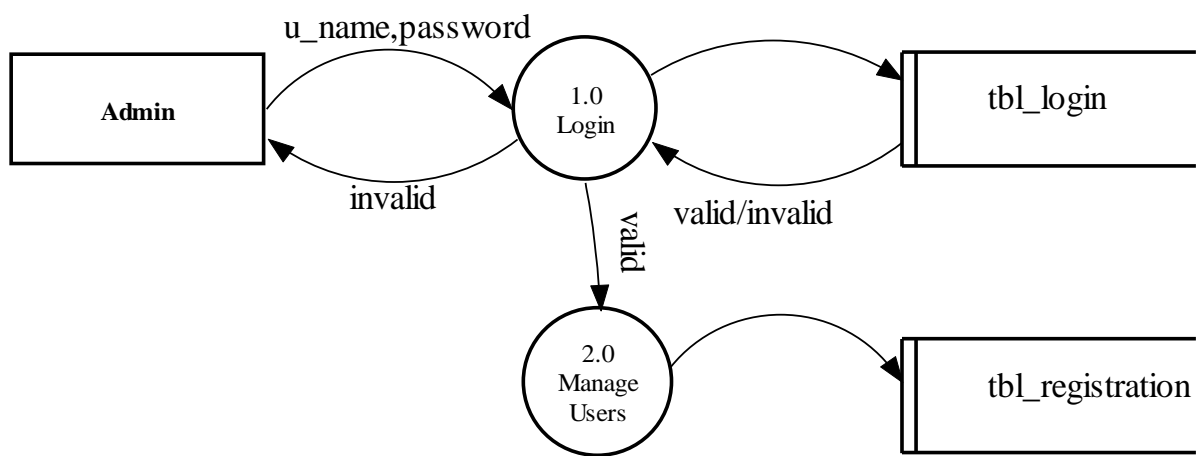 u_name,password
Admin
1.0
Login
tbl_login
invalid
valid/invalid
valid
2.0
Manage
Users
tbl_registration